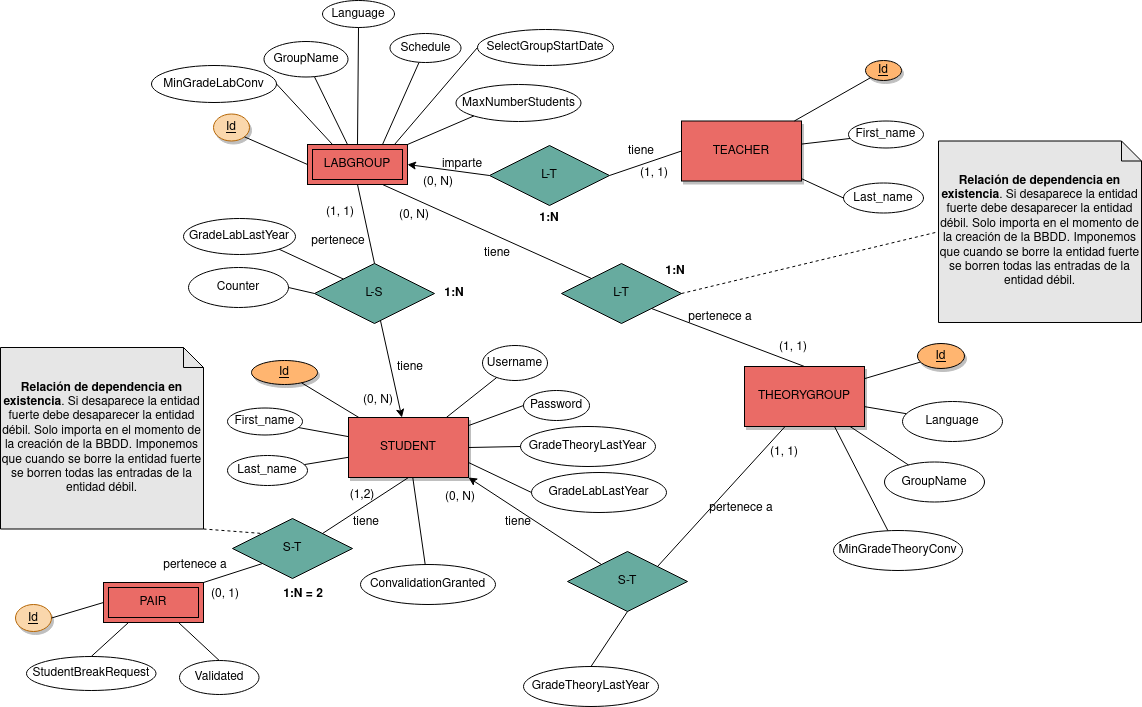 Language
GroupName
Schedule
SelectGroupStartDate
MinGradeLabConv
MaxNumberStudents
Id
LABGROUP
imparte
(0, N)
L-T
1:N
tiene
(1, 1)
TEACHER
Id
First_name
Last_name
Relación de dependencia en
existencia. Si desaparece la entidad
fuerte debe desaparecer la entidad
débil. Solo importa en el momento de
la creación de la BBDD. Imponemos
que cuando se borre la entidad fuerte
se borren todas las entradas de la
entidad débil.
(1, 1)
(0, N)
pertenece
tiene
GradeLabLastYear
Counter
L-S
1:N
L-T
1:N
pertenece a
(1, 1)
tiene
(0, N)
THEORYGROUP
Id
Language
GroupName
MinGradeTheoryConv
(1, 1)
pertenece a
Relación de dependencia en
existencia. Si desaparece la entidad
fuerte debe desaparecer la entidad
débil. Solo importa en el momento de
la creación de la BBDD. Imponemos
que cuando se borre la entidad fuerte
se borren todas las entradas de la
entidad débil.
Id
First_name
Last_name
STUDENT
Username
Password
GradeTheoryLastYear
GradeLabLastYear
ConvalidationGranted
(1,2)
tiene
(0, N)
tiene
S-T
1:N = 2
pertenece a
(0, 1)
PAIR
Id
StudentBreakRequest
Validated
S-T
GradeTheoryLastYear